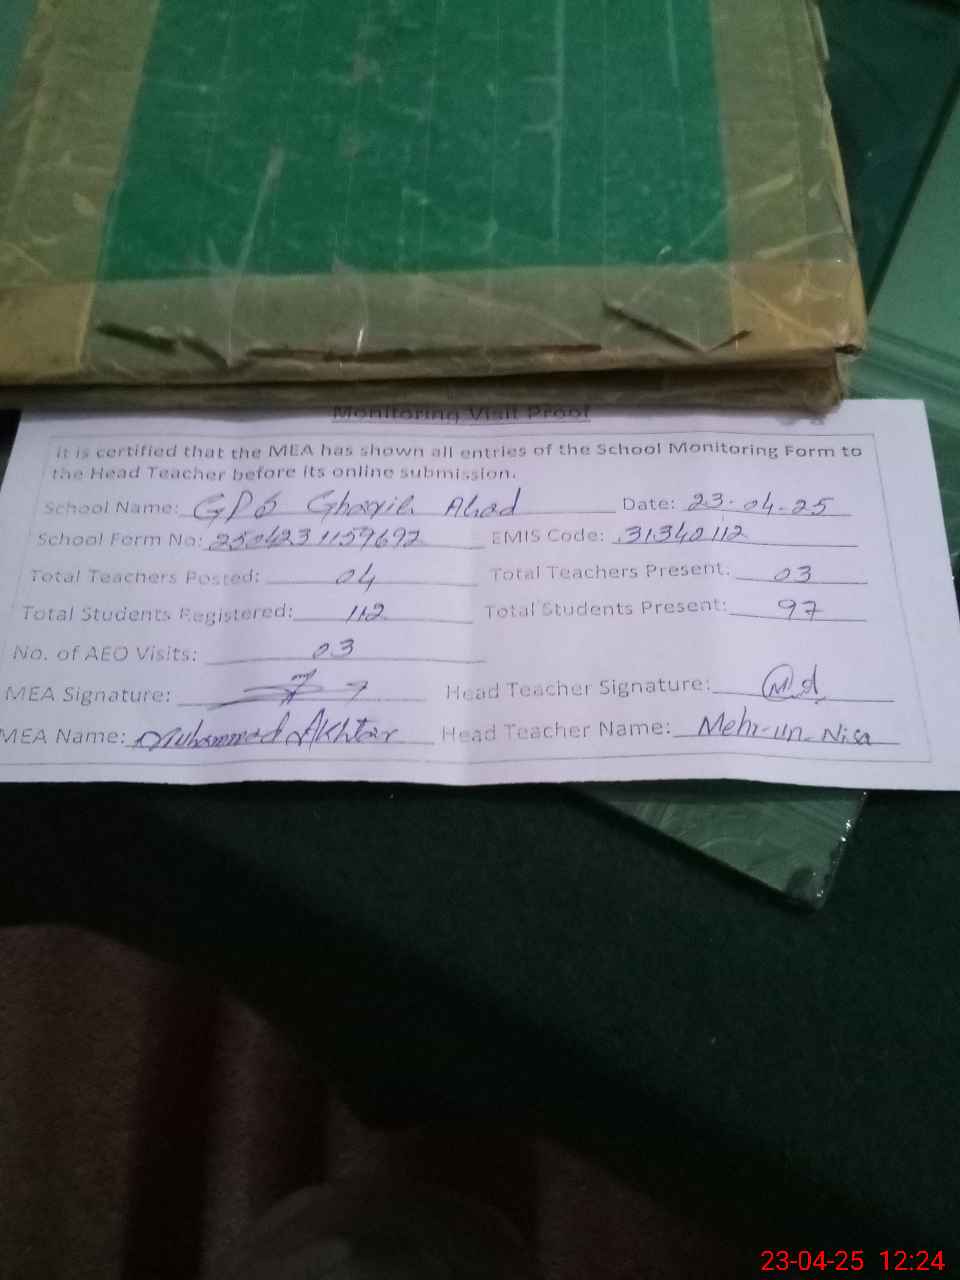 Monitoring Visit Proof
It is certified that the MEA has shown all entries of the School Monitoring Form to
the Head Teacher before its online submission.
School Name: GPS Gharib Abad Date: 23-04-25
School Form No: 2504231159692 EMIS Code: 31340112
Total Teachers Posted: 04 Total Teachers Present: 03
Total Students Registered: 112 Total Students Present: 97
No. of AEO Visits: 03
MEA Signature: Head Teacher Signature:
MEA Name: Muhammad Akhtar Head Teacher Name: Mehr-un-Nisa
23-04-25 12:24